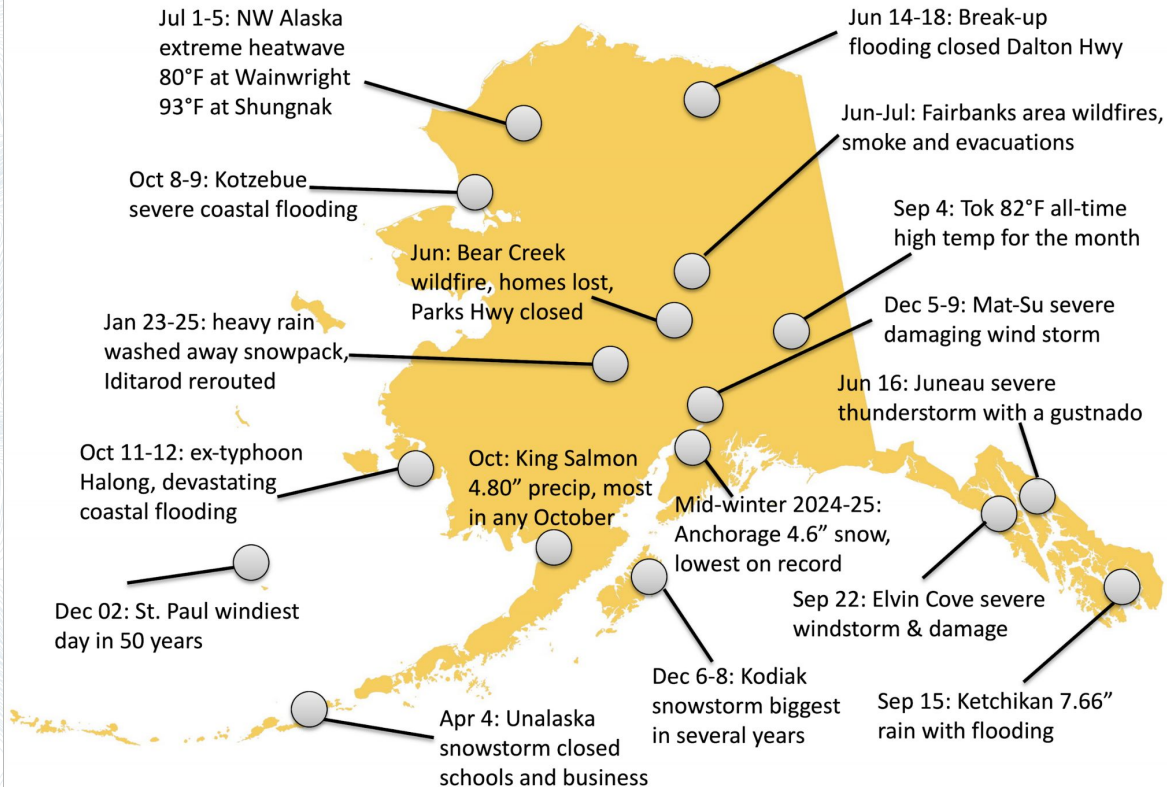 Jul 1-5: NW Alaska
extreme heatwave
80°F at Wainwright
93°F at Shungnak
Jun 14-18: Break-up
flooding closed Dalton Hwy
Jun-Jul: Fairbanks area wildfires,
smoke and evacuations
Oct 8-9: Kotzebue
severe coastal flooding
Sep 4: Tok 82°F all-time
high temp for the month
Jun: Bear Creek
wildfire, homes lost,
Parks Hwy closed
Dec 5-9: Mat-Su severe
damaging wind storm
Jan 23-25: heavy rain
washed away snowpack,
Iditarod rerouted
Jun 16: Juneau severe
thunderstorm with a gustnado
Oct 11-12: ex-typhoon
Halong, devastating
coastal flooding
Oct: King Salmon
4.80” precip, most
in any October
Mid-winter 2024-25:
Anchorage 4.6” snow,
lowest on record
Dec 02: St. Paul windiest
day in 50 years
Sep 22: Elvin Cove severe
windstorm & damage
Dec 6-8: Kodiak
snowstorm biggest
in several years
Sep 15: Ketchikan 7.66”
rain with flooding
Apr 4: Unalaska
snowstorm closed
schools and business